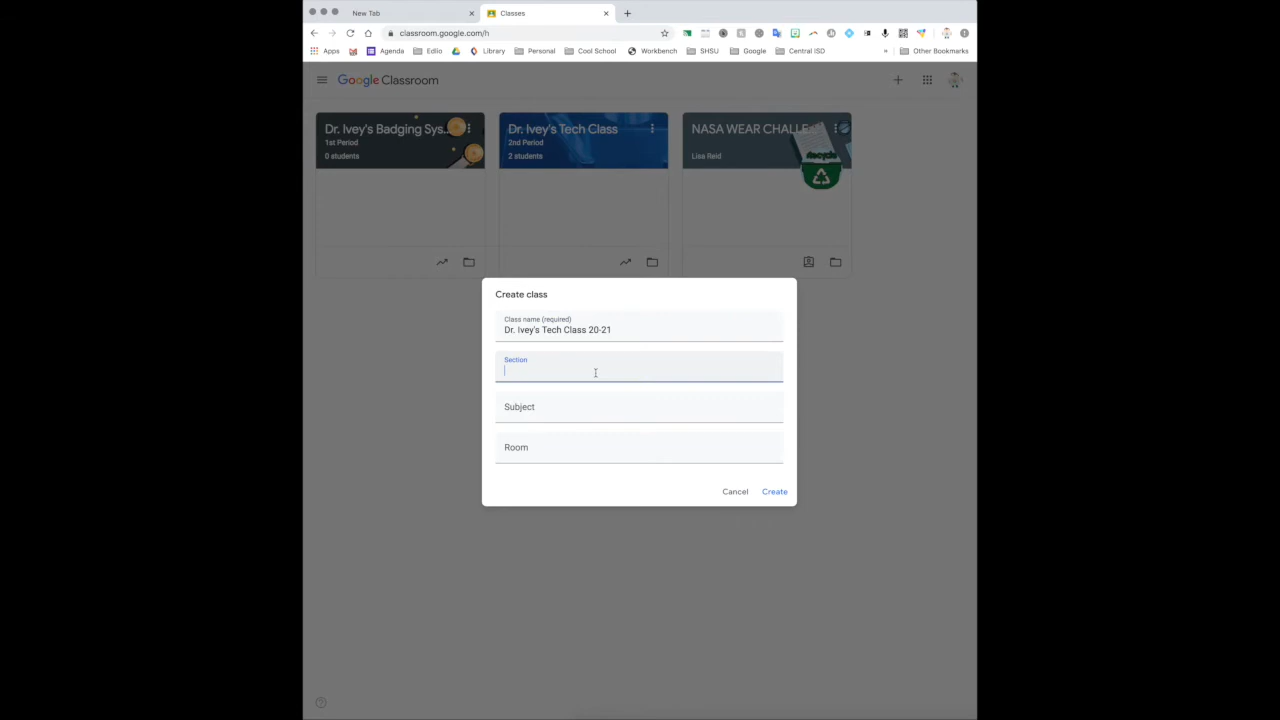 New Tab
Classes
classroom.google.com/h
Apps
Agenda
Edlio
Library
Personal
Cool School
Workbench
SHSU
Google
Central ISD
»
Other Bookmarks
Google Classroom
Dr. Ivey's Badging Sys...
1st Period
0 students
Dr. Ivey's Tech Class
2nd Period
2 students
NASA WEAR CHALLE...
Lisa Reid
Create class
Class name (required)
Dr. Ivey's Tech Class 20-21
Section
Subject
Room
Cancel
Create